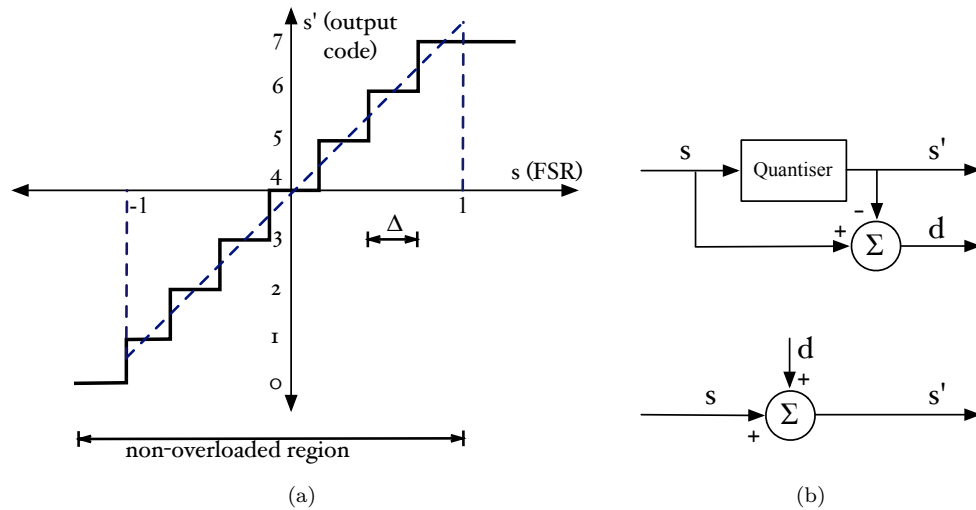 s' (output
code)
7
6
5
4
s (FSR)
-1
1
Δ
3
2
1
0
non-overloaded region
(a)
s
Quantiser
s'
-
+
Σ
d
d
+
s
Σ
s'
+
(b)